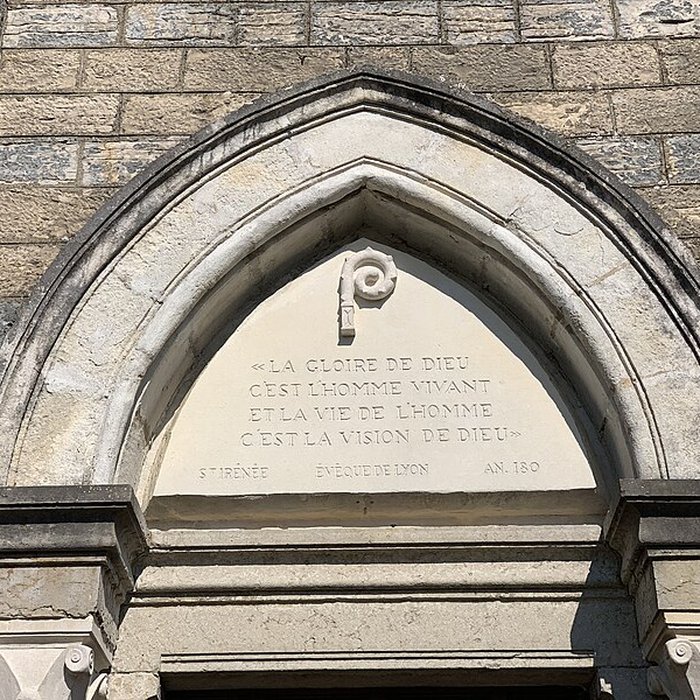 « LA GLOIRE DE DIEU
C'EST L'HOMME VIVANT
ET LA VIE DE L'HOMME
C'EST LA VISION DE DIEU »
ST IRÉNÉE ÉVÊQUE DE LYON AN. 180